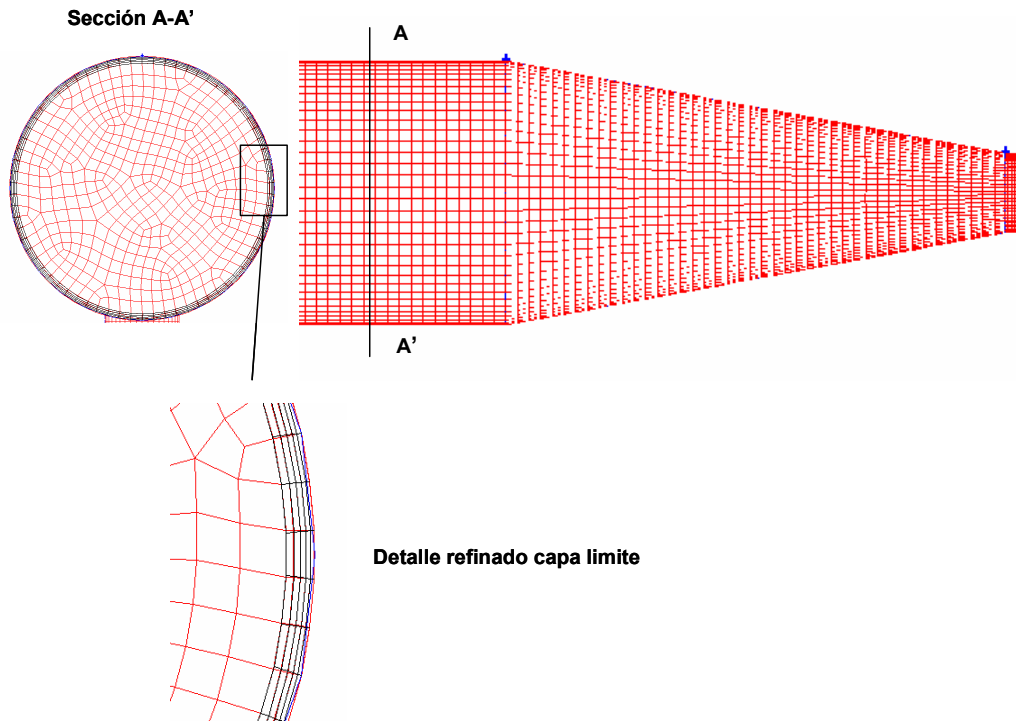 Sección A-A’
A
A’
Detalle refinado capa limite